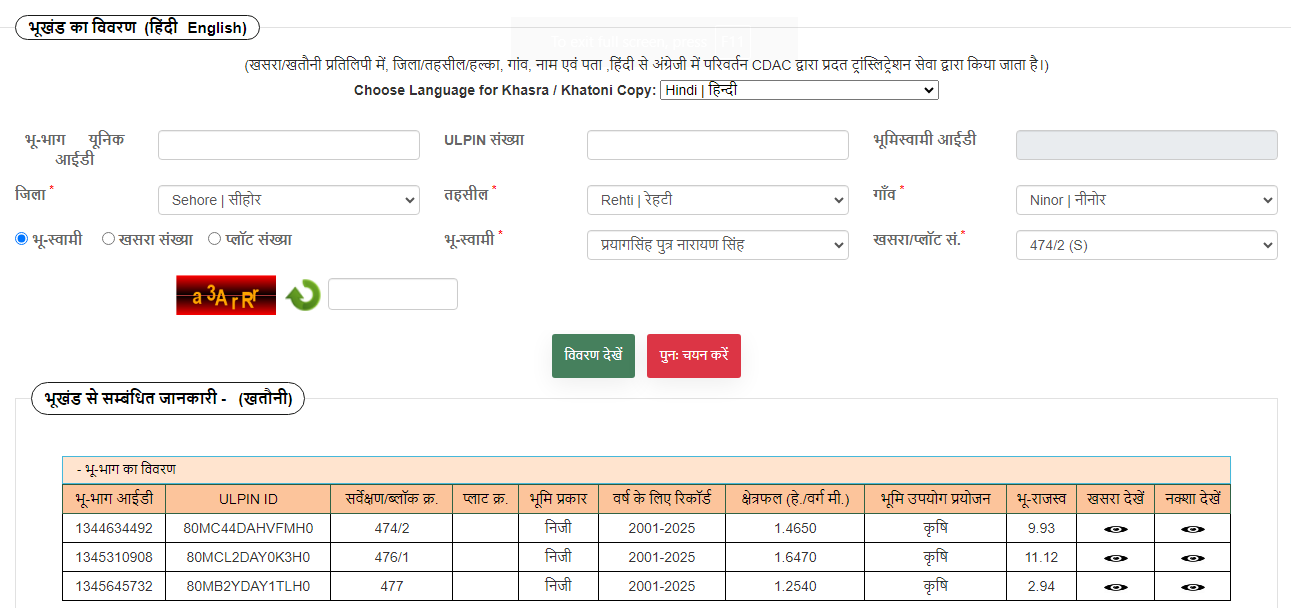 भूखंड का विवरण (हिंदी English)
(खसरा/खतौनी प्रतिलिपी में, जिला/तहसील/हल्का, गांव, नाम एवं पता ,हिंदी से अंग्रेजी में परिवर्तन CDAC द्वारा प्रदत ट्रांस्लिट्रेशन सेवा द्वारा किया जाता है।)
Choose Language for Khasra / Khatoni Copy: Hindi | हिन्दी
भू-भाग यूनिक आईडी ULPIN संख्या भूमिस्वामी आईडी
जिला * Sehore | सीहोर तहसील * Rehti | रेहटी गाँव * Ninor | नीनोर
भू-स्वामी खसरा संख्या प्लॉट संख्या भू-स्वामी * प्रयागसिंह पुत्र नारायण सिंह खसरा/प्लॉट सं.* 474/2 (S)
a3ArRr
विवरण देखें पुनः चयन करें
भूखंड से सम्बंधित जानकारी - (खतौनी)
- भू-भाग का विवरण
भू-भाग आईडी ULPIN ID सर्वेक्षण/ब्लॉक क्र. प्लाट क्र. भूमि प्रकार वर्ष के लिए रिकॉर्ड क्षेत्रफल (हे./वर्ग मी.) भूमि उपयोग प्रयोजन भू-राजस्व खसरा देखें नक्शा देखें
1344634492 80MC44DAHVFMH0 474/2 निजी 2001-2025 1.4650 कृषि 9.93
1345310908 80MCL2DAY0K3H0 476/1 निजी 2001-2025 1.6470 कृषि 11.12
1345645732 80MB2YDAY1TLH0 477 निजी 2001-2025 1.2540 कृषि 2.94